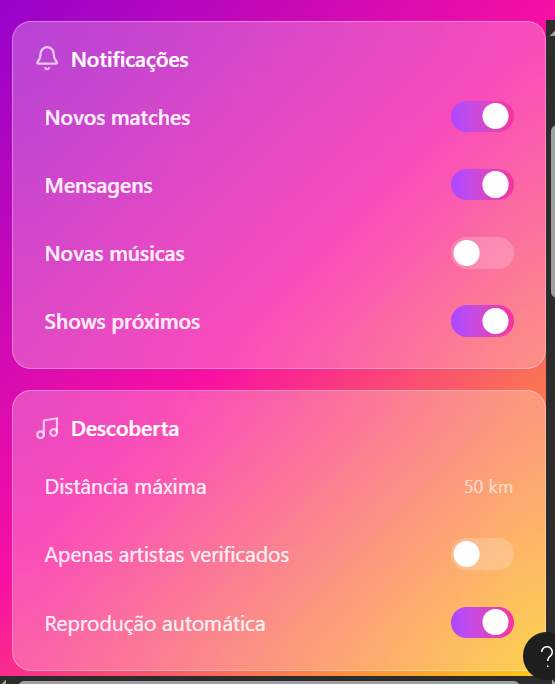 Notificações
Novos matches
Mensagens
Novas músicas
Shows próximos
Descoberta
Distância máxima 50 km
Apenas artistas verificados
Reprodução automática
?